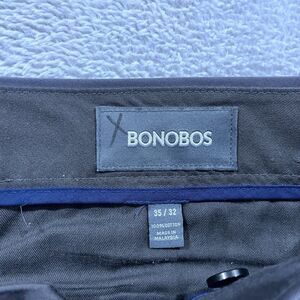 X BONOBOS
35 / 32
100% COTTON
MADE IN
MALAYSIA